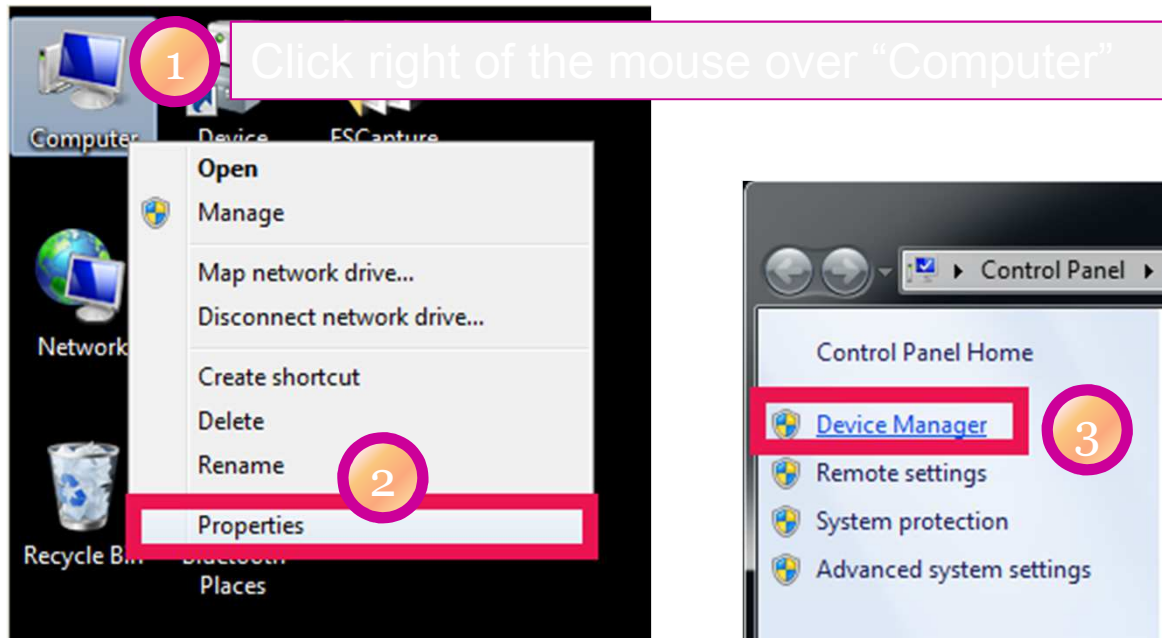 1
Click right of the mouse over “Computer”
Computer
Device
FSCapture
Open
Manage
Map network drive...
Disconnect network drive...
Network
Create shortcut
Delete
Rename
2
Properties
Recycle Bin
Bluetooth
Places
Control Panel
Control Panel Home
Device Manager
3
Remote settings
System protection
Advanced system settings